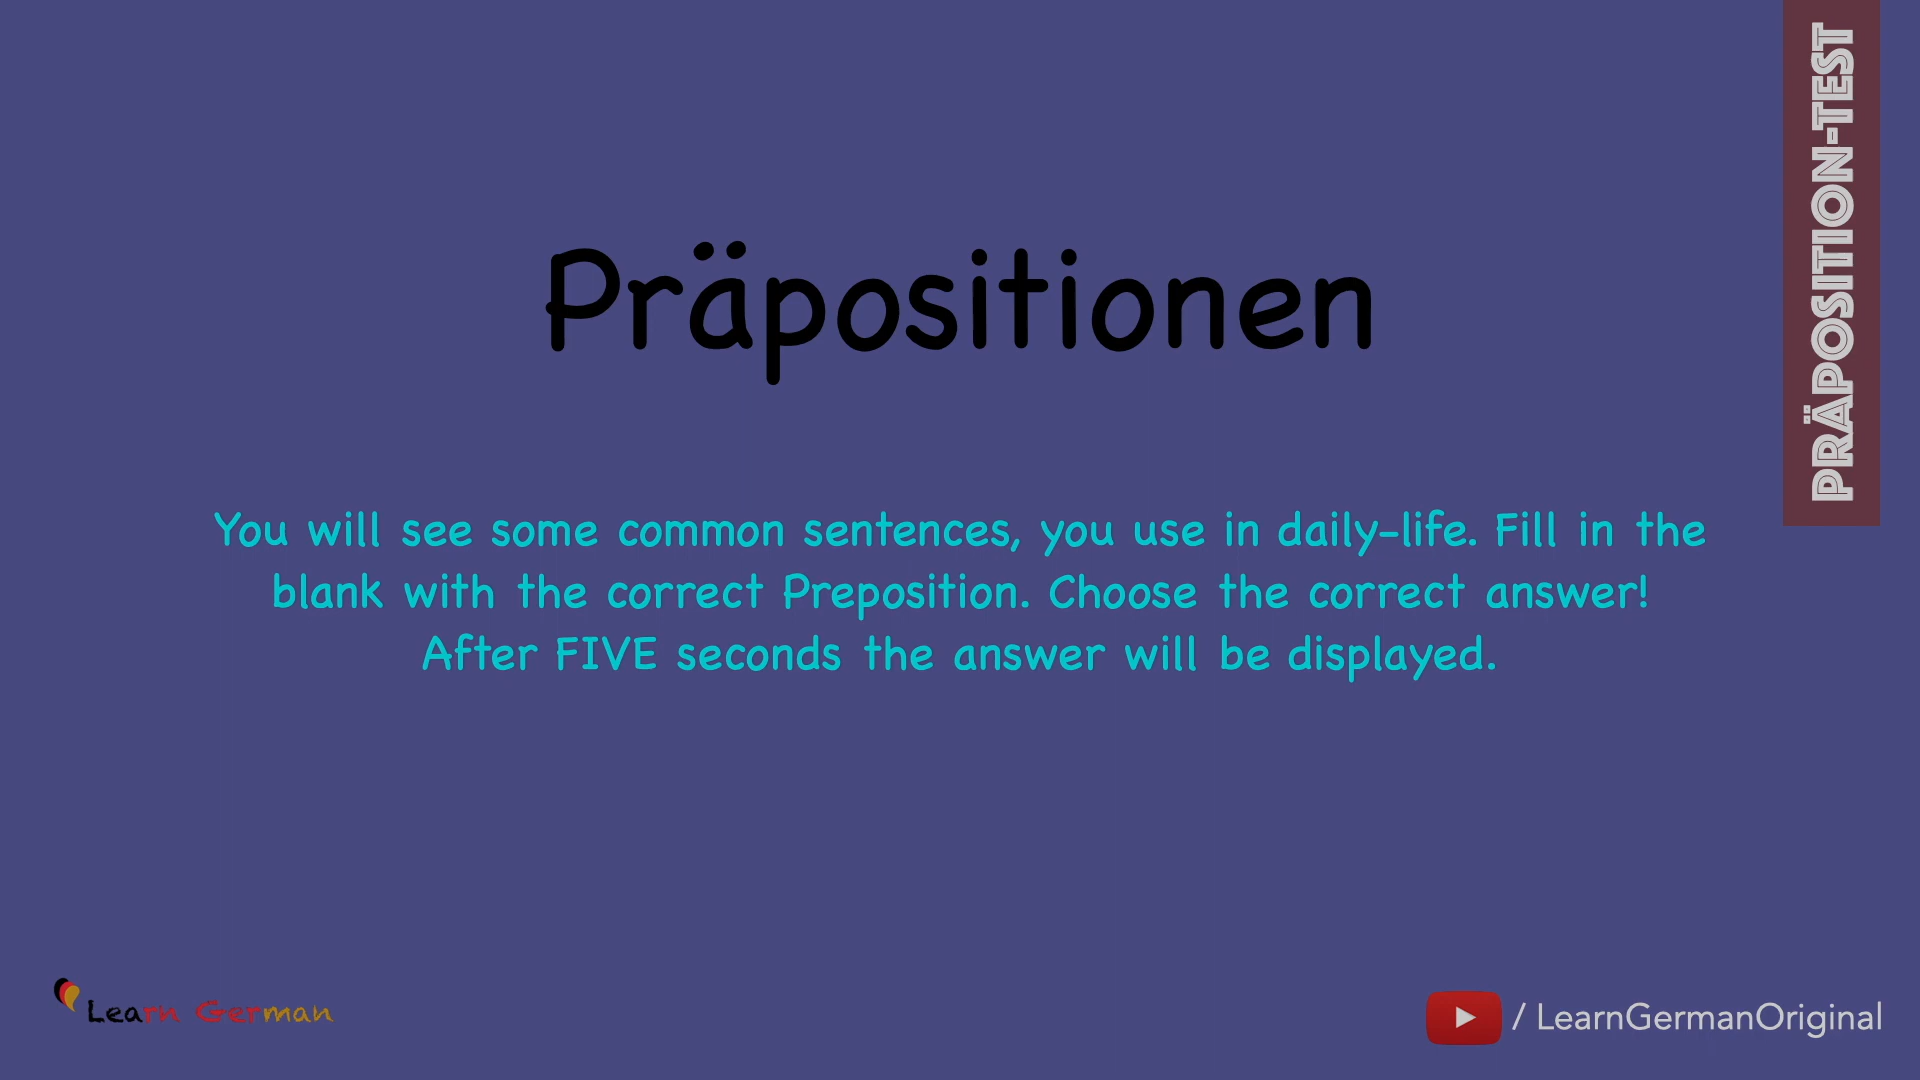 PRÄPOSITION-TEST
Präpositionen
You will see some common sentences, you use in daily-life. Fill in the
blank with the correct Preposition. Choose the correct answer!
After FIVE seconds the answer will be displayed.
Learn German
/ LearnGermanOriginal